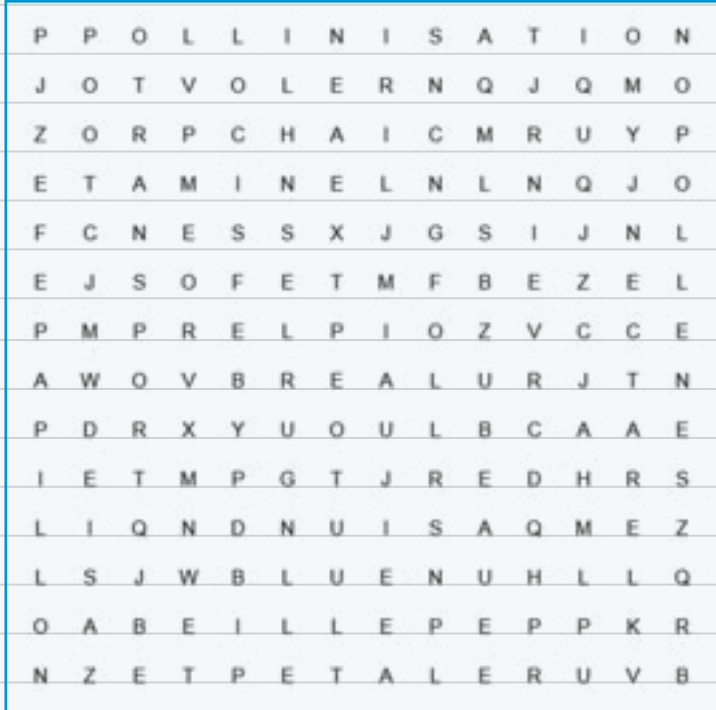 P P O L L I N I S A T I O N
J O T V O L E R N Q J Q M O
Z O R P C H A I C M R U Y P
E T A M I N E L N L N Q J O
F C N E S S X J G S I J N L
E J S O F E T M F B E Z E L
P M P R E L P I O Z V C C E
A W O V B R E A L U R J T N
P D R X Y U O U L B C A A E
I E T M P G T J R E D H R S
L I Q N D N U I S A Q M E Z
L S J W B L U E N U H L L Q
O A B E I L L E P E P P K R
N Z E T P E T A L E R U V B